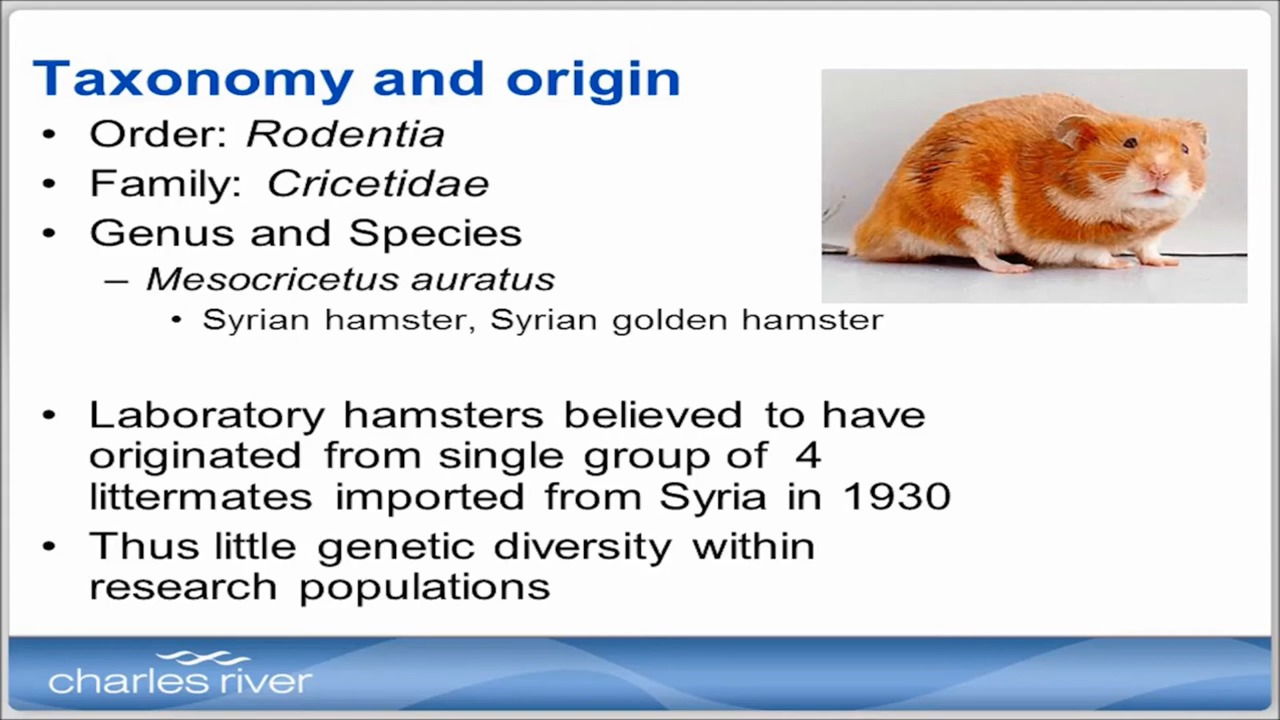 Taxonomy and origin
• Order: Rodentia
• Family: Cricetidae
• Genus and Species
– Mesocricetus auratus
• Syrian hamster, Syrian golden hamster
• Laboratory hamsters believed to have
originated from single group of 4
littermates imported from Syria in 1930
• Thus little genetic diversity within
research populations
charles river